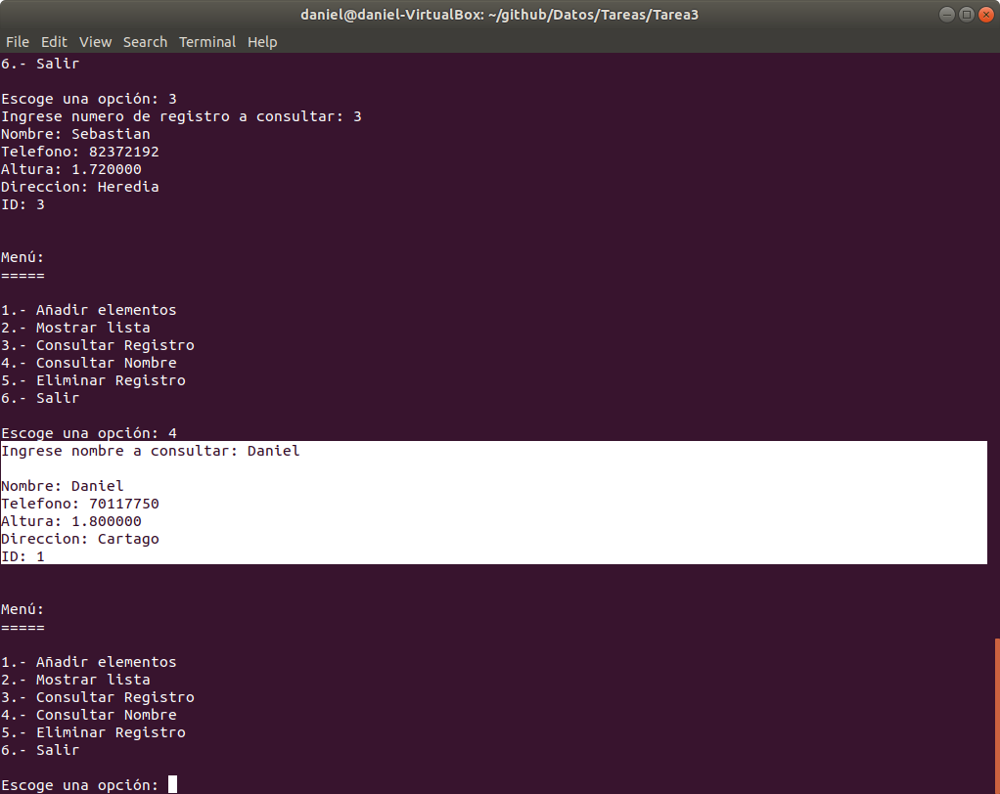 daniel@daniel-VirtualBox: ~/github/Datos/Tareas/Tarea3
File Edit View Search Terminal Help
6.- Salir
Escoge una opción: 3
Ingrese numero de registro a consultar: 3
Nombre: Sebastian
Telefono: 82372192
Altura: 1.720000
Direccion: Heredia
ID: 3
Menú:
=====
1.- Añadir elementos
2.- Mostrar lista
3.- Consultar Registro
4.- Consultar Nombre
5.- Eliminar Registro
6.- Salir
Escoge una opción: 4
Ingrese nombre a consultar: Daniel
Nombre: Daniel
Telefono: 70117750
Altura: 1.800000
Direccion: Cartago
ID: 1
Menú:
=====
1.- Añadir elementos
2.- Mostrar lista
3.- Consultar Registro
4.- Consultar Nombre
5.- Eliminar Registro
6.- Salir
Escoge una opción: